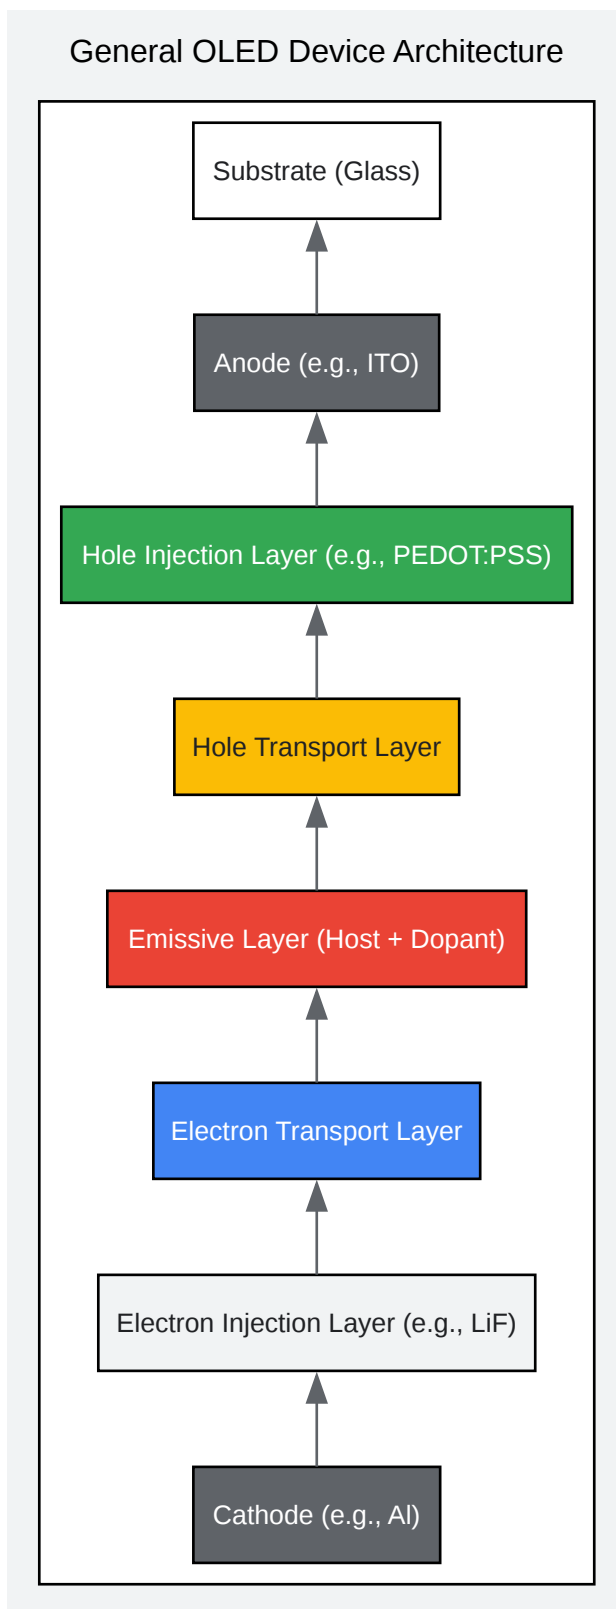 General OLED Device Architecture
Substrate (Glass)
Anode (e.g., ITO)
Hole Injection Layer (e.g., PEDOT:PSS)
Hole Transport Layer
Emissive Layer (Host + Dopant)
Electron Transport Layer
Electron Injection Layer (e.g., LiF)
Cathode (e.g., Al)